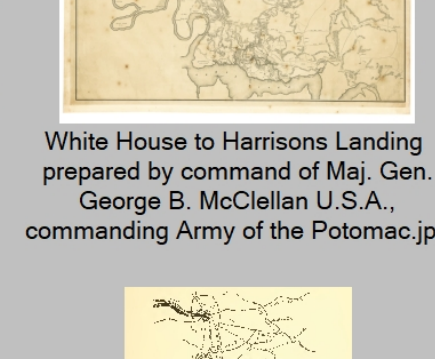 White House to Harrisons Landing
prepared by command of Maj. Gen.
George B. McClellan U.S.A.,
commanding Army of the Potomac.jp